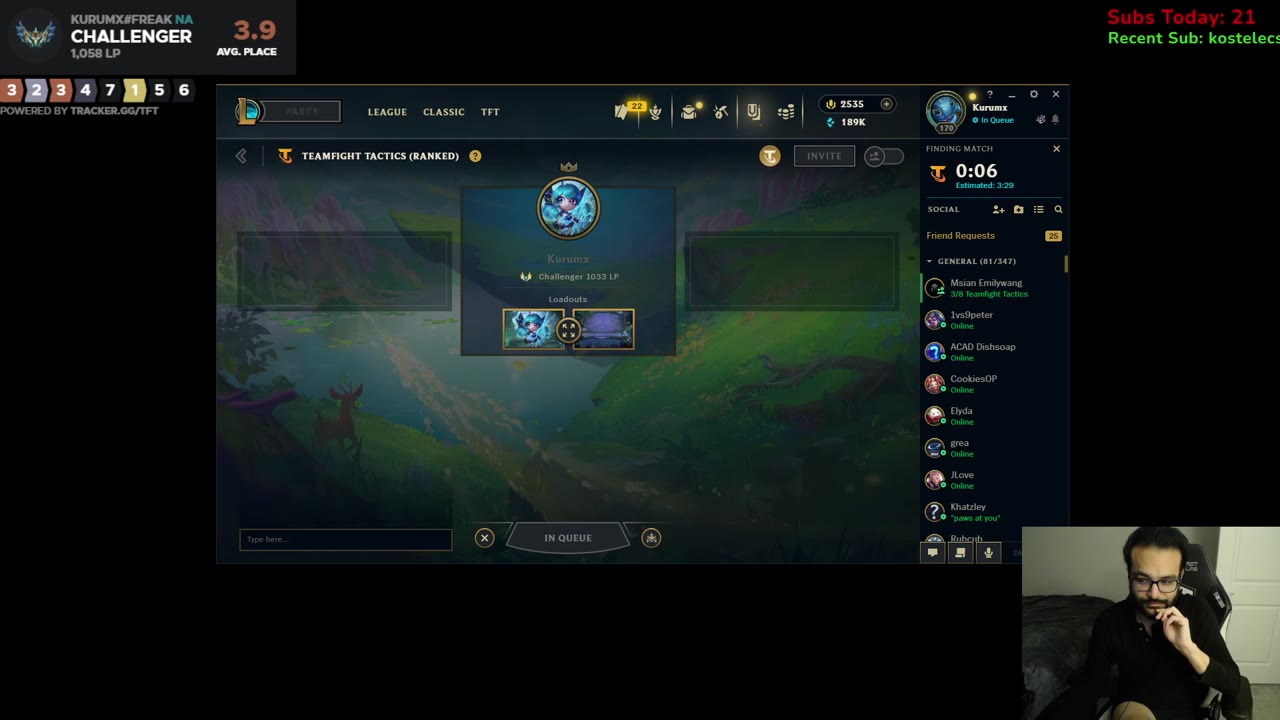 KURUMX#FREAK NA
CHALLENGER
1,058 LP
3.9
AVG. PLACE
3 2 3 4 7 1 5 6
POWERED BY TRACKER.GG/TFT
Subs Today: 21
Recent Sub: kostelecs
PARTY
LEAGUE
CLASSIC
TFT
22
2535
189K
170
Kurumx
In Queue
TEAMFIGHT TACTICS (RANKED)
INVITE
FINDING MATCH
0:06
Estimated: 3:29
SOCIAL
Friend Requests
25
GENERAL (81/347)
Msian Emilywang
3/8 Teamfight Tactics
1vs9peter
Online
ACAD Dishsoap
Online
CookiesOP
Online
Elyda
Online
grea
Online
JLove
Online
Khatzley
"paws at you"
Kurumx
Challenger 1033 LP
Loadouts
Type here...
IN QUEUE